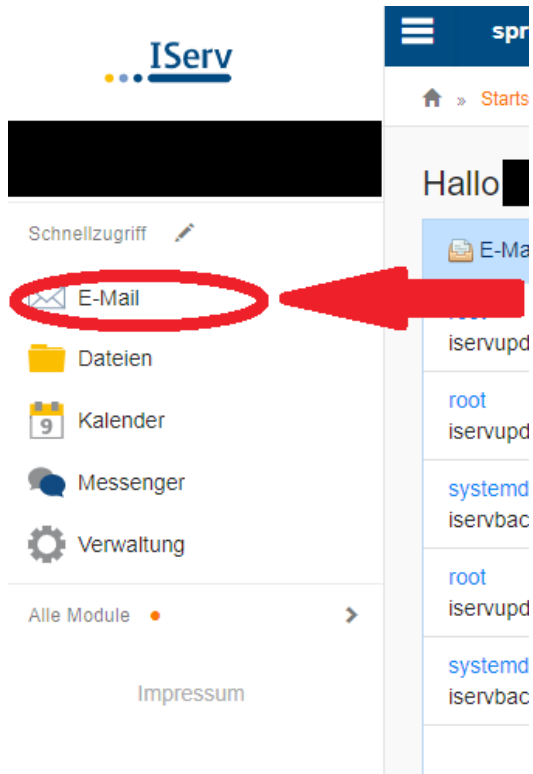 IServ
Schnellzugriff
E-Mail
Dateien
9
Kalender
Messenger
Verwaltung
Alle Module
Impressum
spr
» Starts
Hallo
E-Ma
iservupd
root
iservupd
systemd
iservbac
root
iservupd
systemd
iservbac